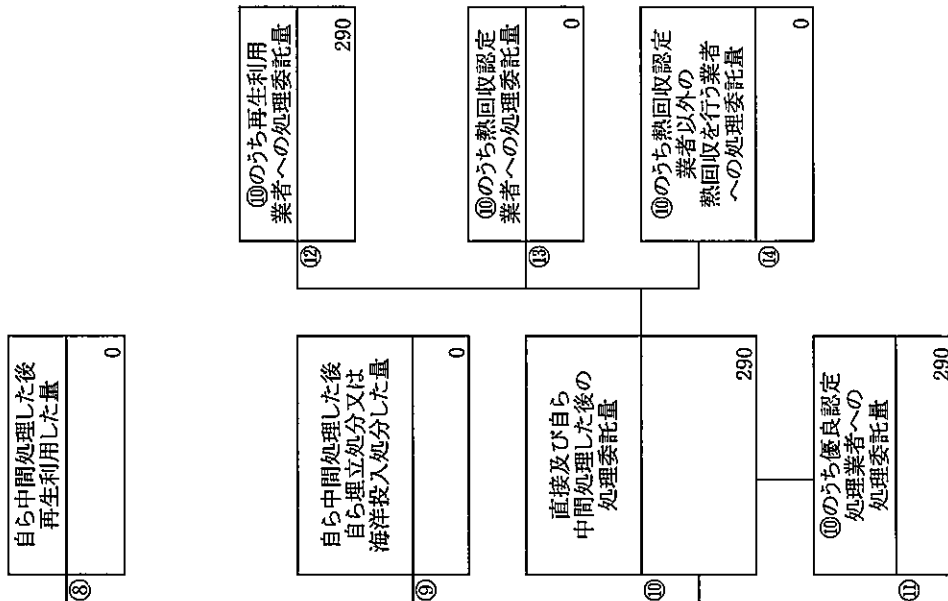 ⑧
自ら中間処理した後
再生利用した量
0
⑨
自ら中間処理した後
自ら埋立処分又は
海洋投入処分した量
0
⑩
直接及び自ら
中間処理した後の
処理委託量
290
⑪
⑩のうち優良認定
処理業者への
処理委託量
290
⑫
⑩のうち再生利用
業者への処理委託量
290
⑬
⑩のうち熱回収認定
業者への処理委託量
0
⑭
⑩のうち熱回収認定
業者以外の
熱回収を行う業者
への処理委託量
0